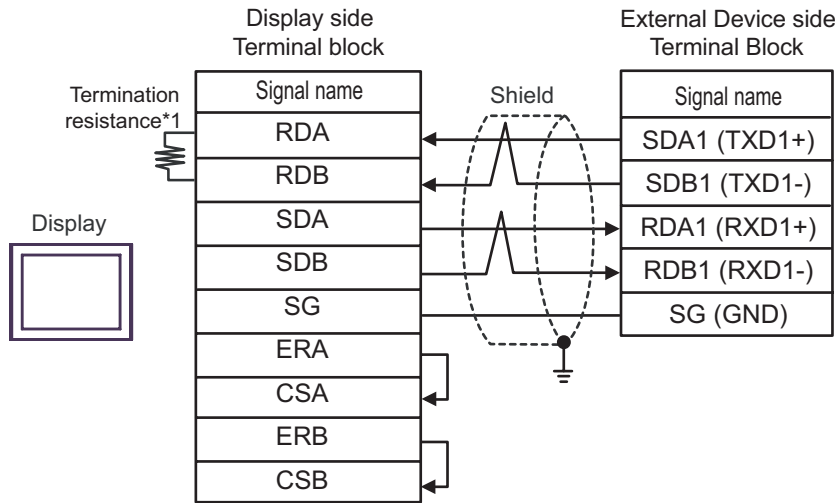 Display side
Terminal block
External Device side
Terminal Block
Termination
resistance*1
Signal name
Shield
Signal name
RDA
SDA1 (TXD1+)
RDB
SDB1 (TXD1-)
Display
SDA
RDA1 (RXD1+)
SDB
RDB1 (RXD1-)
SG
SG (GND)
ERA
CSA
ERB
CSB